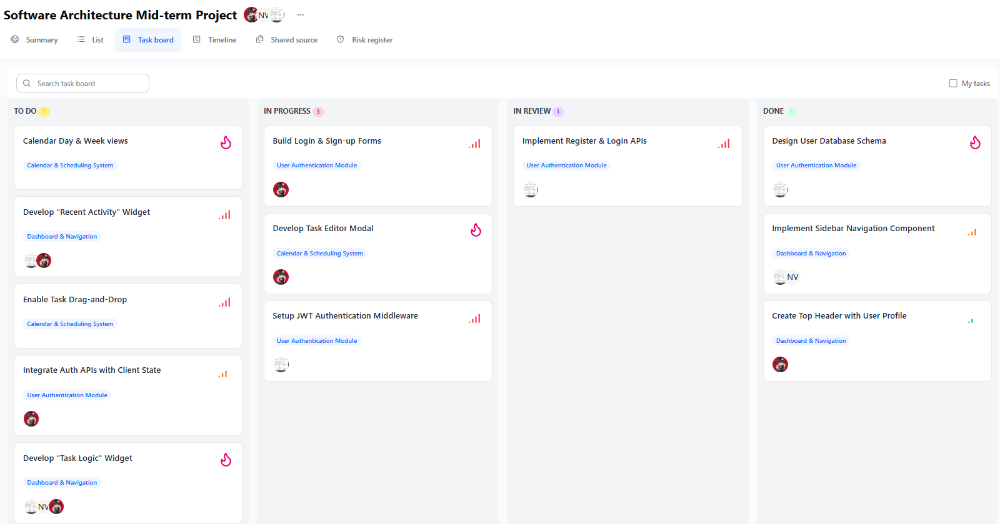 Software Architecture Mid-term Project NV
Summary List Task board Timeline Shared source Risk register
Search task board My tasks
TO DO 7
Calendar Day & Week views
Calendar & Scheduling System
Develop "Recent Activity" Widget
Dashboard & Navigation
Enable Task Drag-and-Drop
Calendar & Scheduling System
Integrate Auth APIs with Client State
User Authentication Module
Develop "Task Logic" Widget
Dashboard & Navigation
NV
IN PROGRESS 3
Build Login & Sign-up Forms
User Authentication Module
Develop Task Editor Modal
Calendar & Scheduling System
Setup JWT Authentication Middleware
User Authentication Module
IN REVIEW 1
Implement Register & Login APIs
User Authentication Module
DONE 3
Design User Database Schema
User Authentication Module
Implement Sidebar Navigation Component
Dashboard & Navigation
NV
Create Top Header with User Profile
Dashboard & Navigation